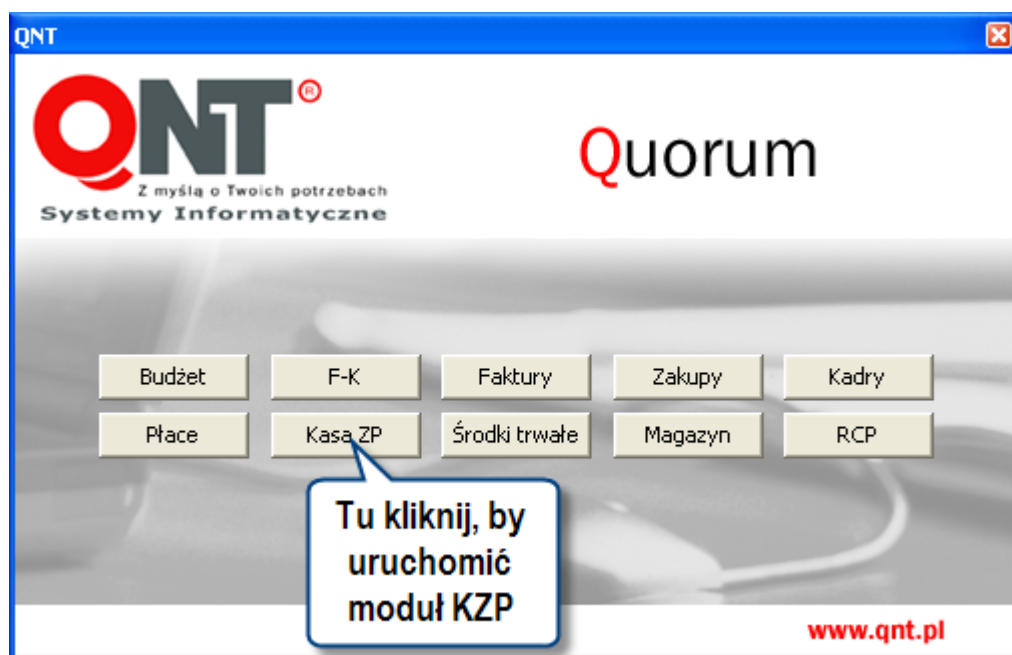 QNT
QNT®
Z myślą o Twoich potrzebach
Systemy Informatyczne
Quorum
Budżet F-K Faktury Zakupy Kadry
Płace Kasa ZP Środki trwałe Magazyn RCP
Tu kliknij, by
uruchomić
moduł KZP
www.qnt.pl